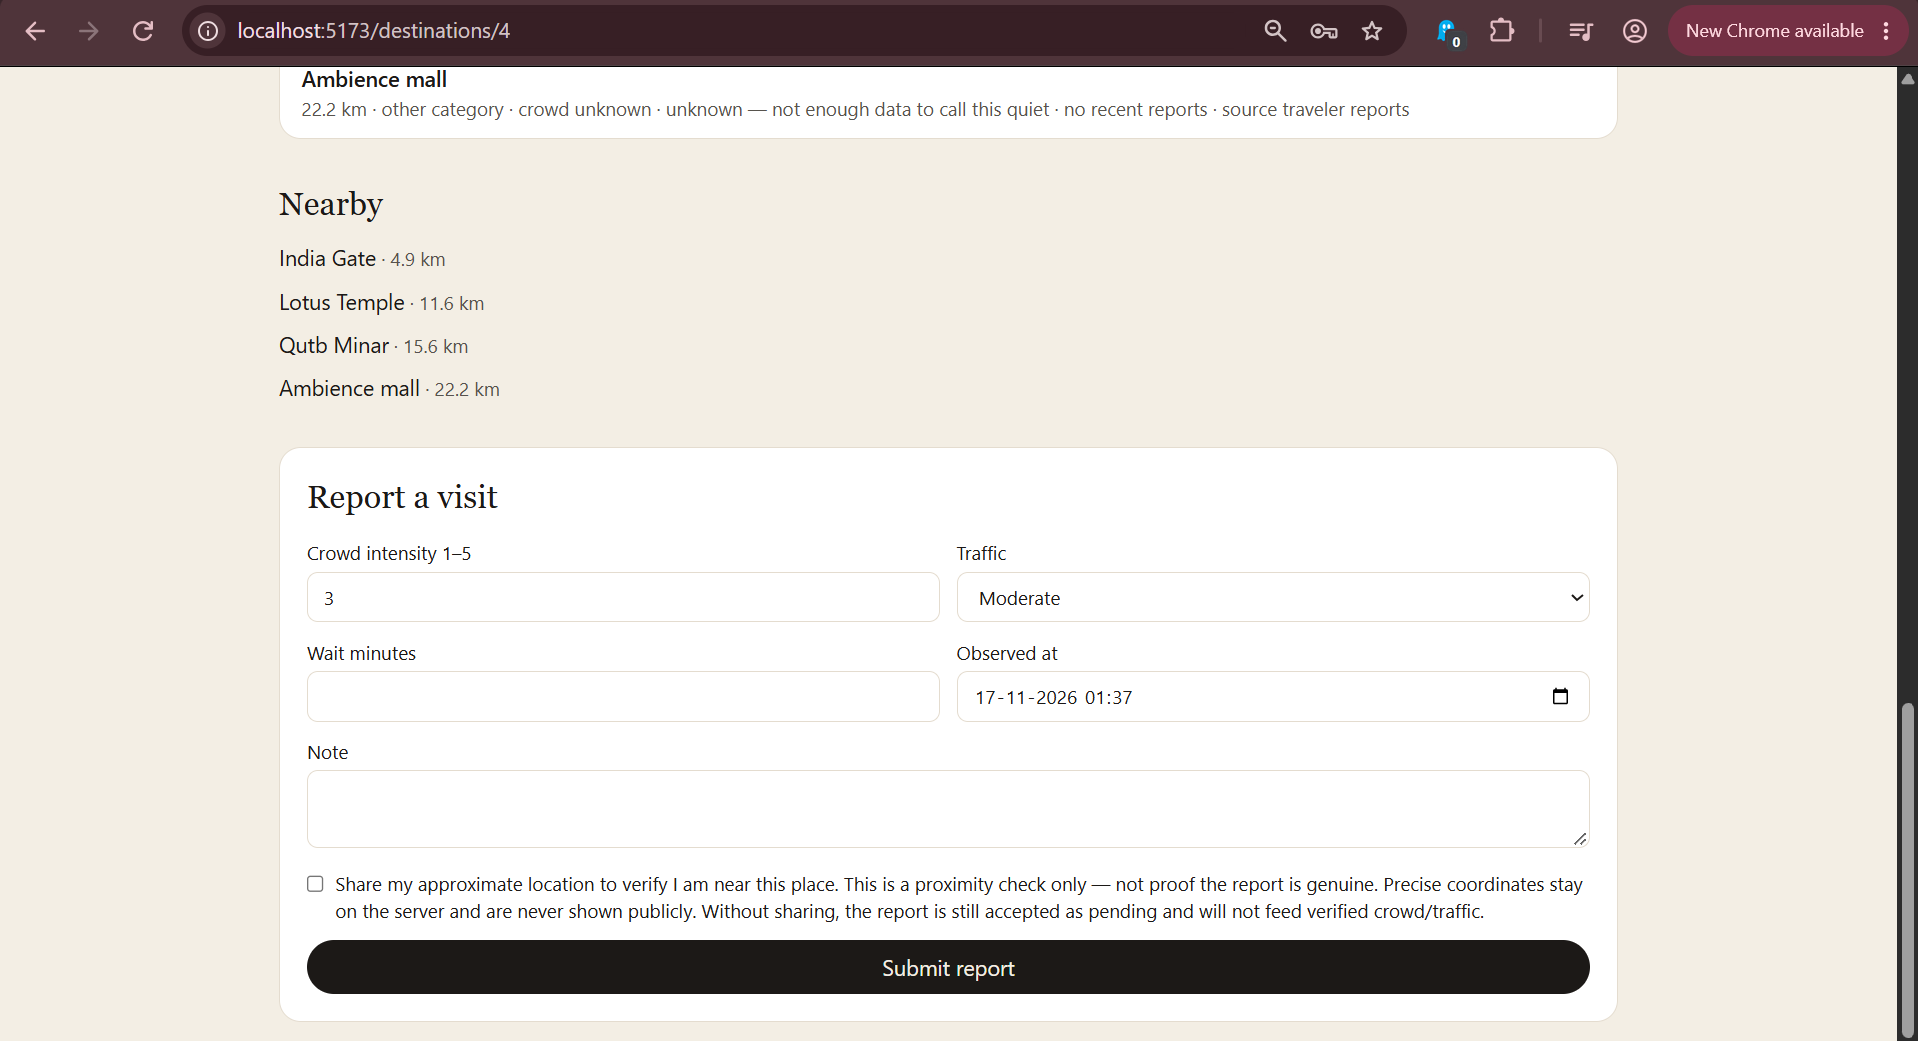 localhost:5173/destinations/4
0
New Chrome available
Ambience mall
22.2 km · other category · crowd unknown · unknown — not enough data to call this quiet · no recent reports · source traveler reports
Nearby
India Gate · 4.9 km
Lotus Temple · 11.6 km
Qutb Minar · 15.6 km
Ambience mall · 22.2 km
Report a visit
Crowd intensity 1–5
Traffic
3
Moderate
Wait minutes
Observed at
17-11-2026 01:37
Note
Share my approximate location to verify I am near this place. This is a proximity check only — not proof the report is genuine. Precise coordinates stay
on the server and are never shown publicly. Without sharing, the report is still accepted as pending and will not feed verified crowd/traffic.
Submit report